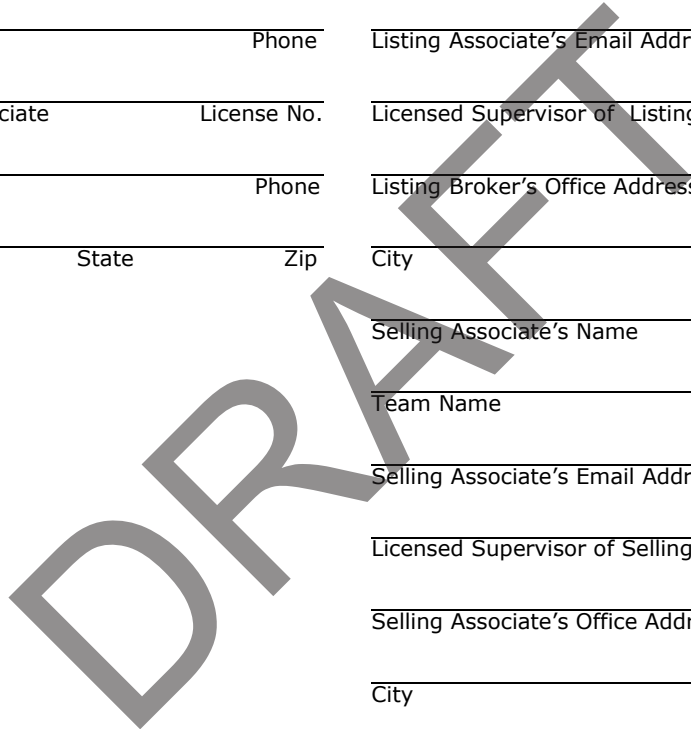 Phone
ciate License No.
Phone
State Zip
Listing Associate’s Email Addr
Licensed Supervisor of Listing
Listing Broker’s Office Address
City
Selling Associate’s Name
Team Name
Selling Associate’s Email Addr
Licensed Supervisor of Selling
Selling Associate’s Office Addr
City
DRAFT